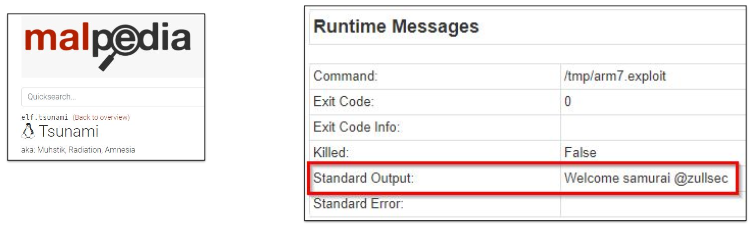 malpedia
Quicksearch...
elf.tsunami (Back to overview)
Tsunami
aka: Muhstik, Radiation, Amnesia
Runtime Messages
Command: /tmp/arm7.exploit
Exit Code: 0
Exit Code Info:
Killed: False
Standard Output: Welcome samurai @zullsec
Standard Error: